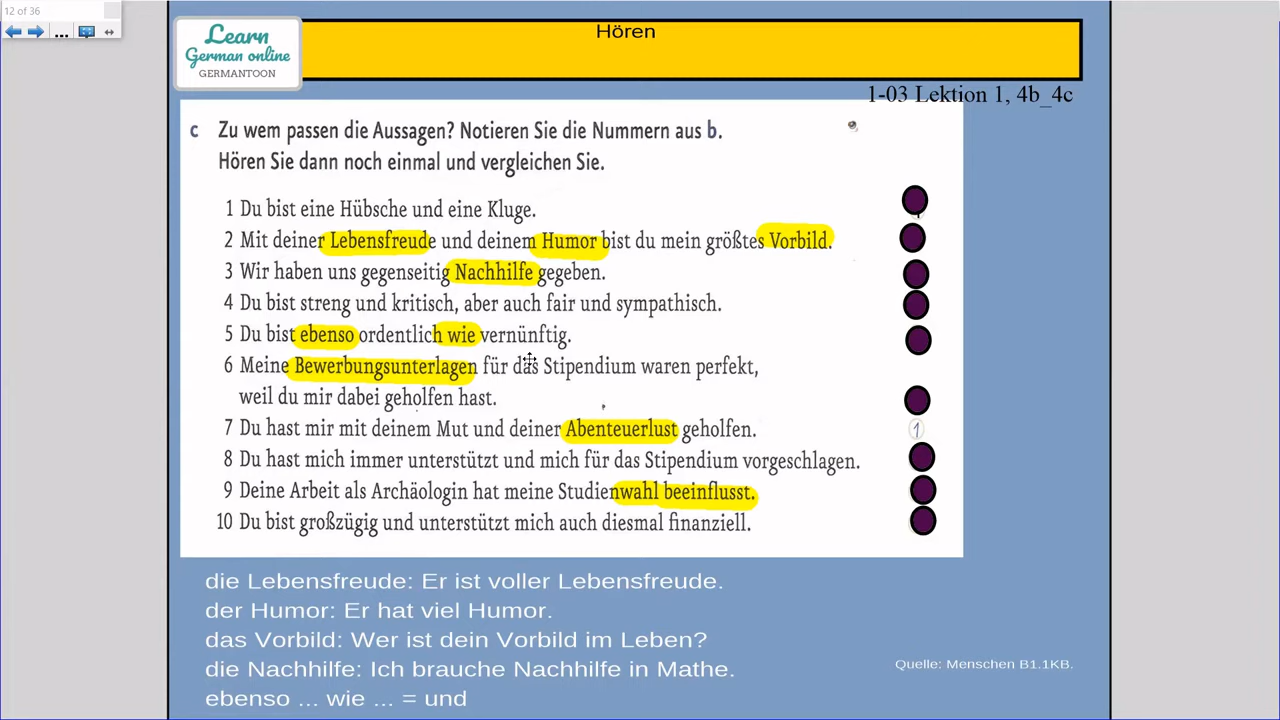 12 of 36
...
Learn
German online
GERMANTOON
Hören
1-03 Lektion 1, 4b_4c
c Zu wem passen die Aussagen? Notieren Sie die Nummern aus b.
Hören Sie dann noch einmal und vergleichen Sie.
1 Du bist eine Hübsche und eine Kluge.
2 Mit deiner Lebensfreude und deinem Humor bist du mein größtes Vorbild.
3 Wir haben uns gegenseitig Nachhilfe gegeben.
4 Du bist streng und kritisch, aber auch fair und sympathisch.
5 Du bist ebenso ordentlich wie vernünftig.
6 Meine Bewerbungsunterlagen für das Stipendium waren perfekt,
weil du mir dabei geholfen hast.
7 Du hast mir mit deinem Mut und deiner Abenteuerlust geholfen. 1
8 Du hast mich immer unterstützt und mich für das Stipendium vorgeschlagen.
9 Deine Arbeit als Archäologin hat meine Studienwahl beeinflusst.
10 Du bist großzügig und unterstützt mich auch diesmal finanziell.
die Lebensfreude: Er ist voller Lebensfreude.
der Humor: Er hat viel Humor.
das Vorbild: Wer ist dein Vorbild im Leben?
die Nachhilfe: Ich brauche Nachhilfe in Mathe.
ebenso ... wie ... = und
Quelle: Menschen B1.1KB.